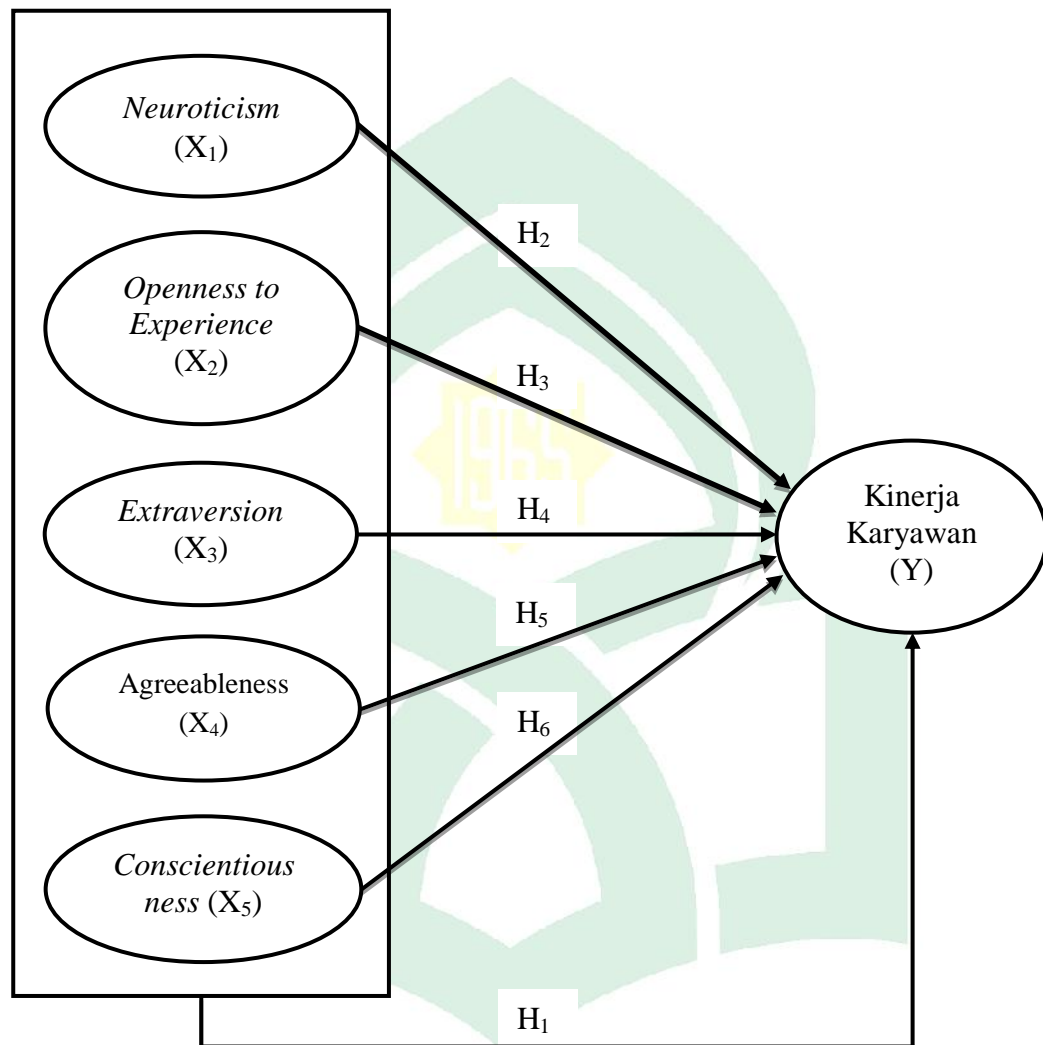 Neuroticism
(X₁)
H₂
Openness to
Experience
(X₂)
H₃
Extraversion
(X₃)
H₄
Kinerja
Karyawan
(Y)
Agreeableness
(X₄)
H₅
H₆
Conscientious
ness (X₅)
H₁
1965